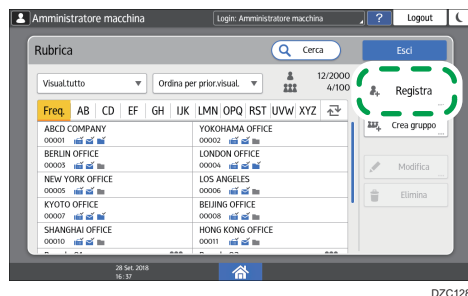 Amministratore macchina
Login: Amministratore macchina
?
Logout
Rubrica
Cerca
Esci
Visual.tutto
Ordina per prior.visual.
12/2000
4/100
Registra
Freq. AB CD EF GH IJK LMN OPQ RST UVW XYZ
Crea gruppo
ABCD COMPANY
00001
YOKOHAMA OFFICE
00002
BERLIN OFFICE
00003
LONDON OFFICE
00004
Modifica
NEW YORK OFFICE
00005
LOS ANGELES
00006
Elimina
KYOTO OFFICE
00007
BEIJING OFFICE
00008
SHANGHAI OFFICE
00010
HONG KONG OFFICE
00011
28 Set. 2018
16:37
DZC128